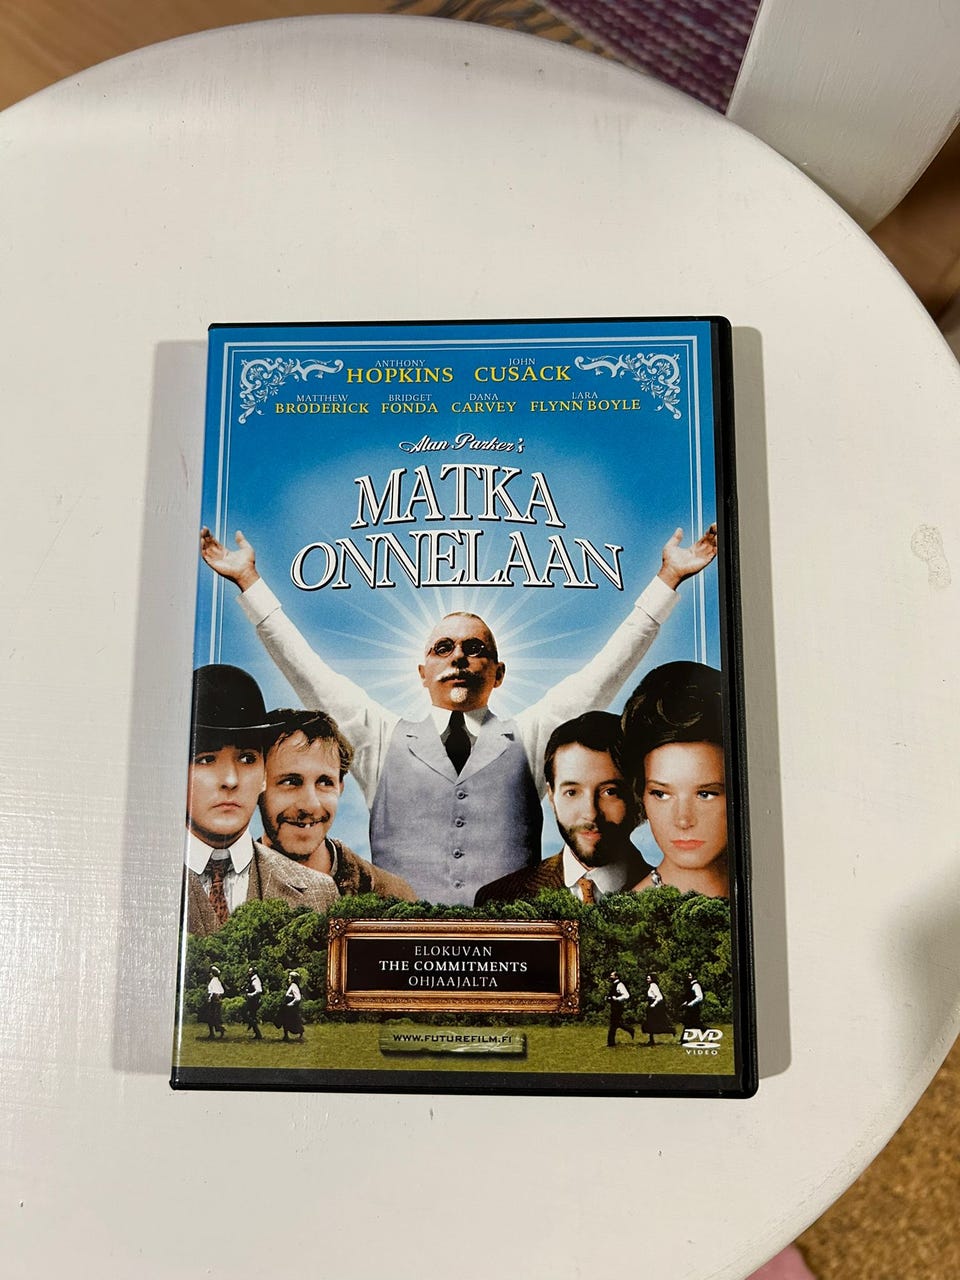 ANTHONY JOHN
HOPKINS CUSACK
MATTHEW BRIDGET DANA LARA
BRODERICK FONDA CARVEY FLYNN BOYLE
Alan Parker's
MATKA
ONNELAAN
ELOKUVAN
THE COMMITMENTS
OHJAAJALTA
WWW.FUTUREFILM.FI
DVD
VIDEO